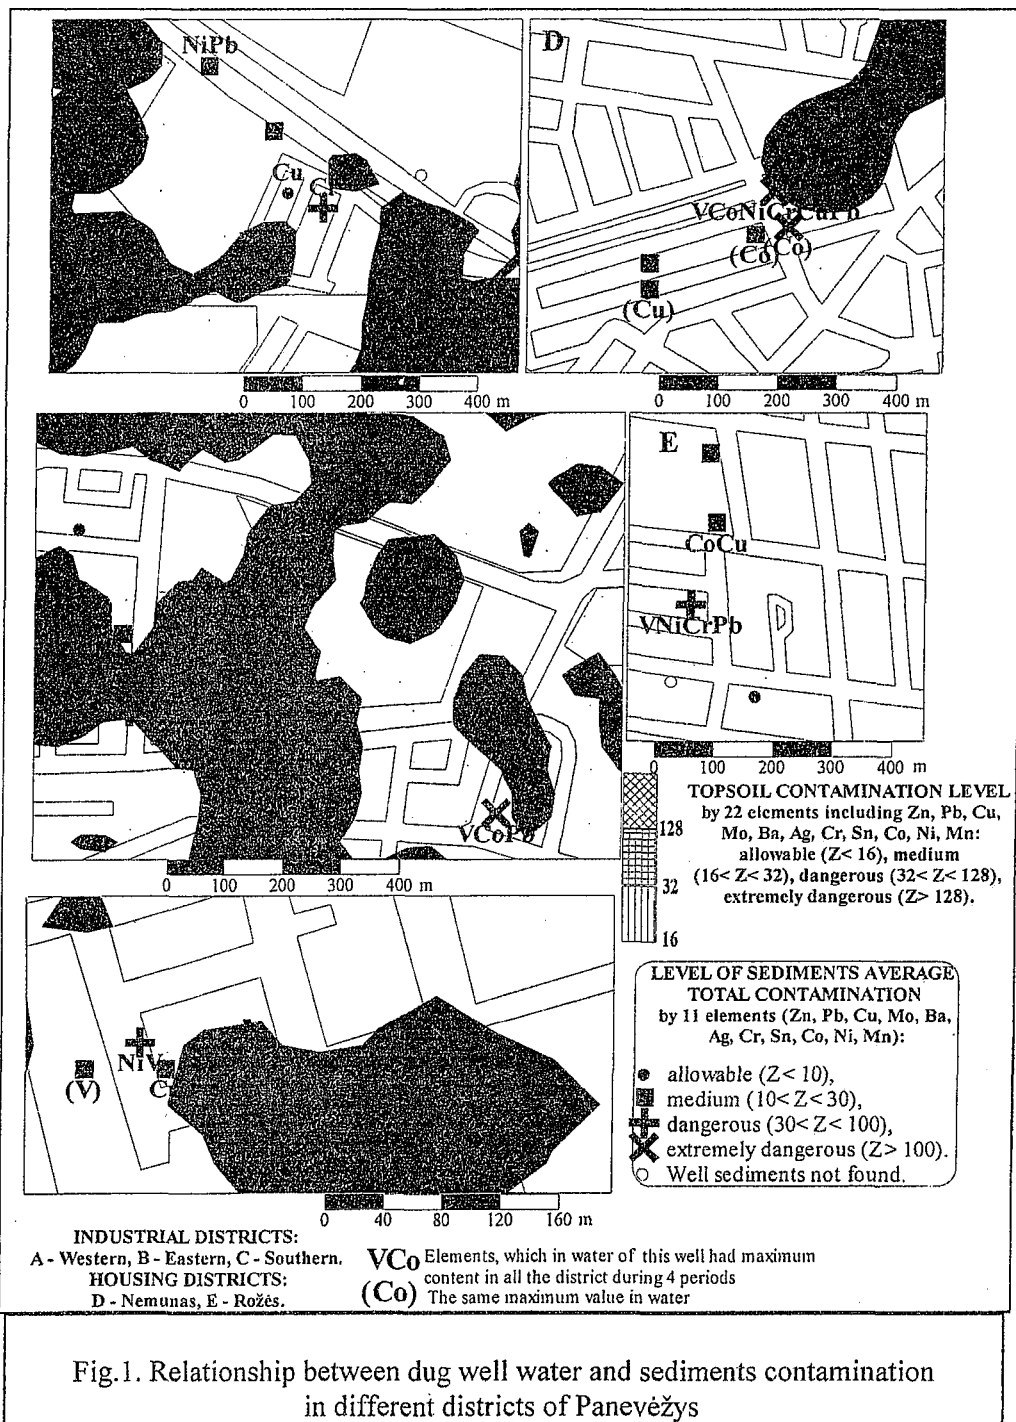 NiPb
Cu
VCoNiCrCuPb
(Co)
(Co)
(Cu)
D
0 100 200 300 400 m
0 100 200 300 400 m
E
CoCu
VNiCrPb
VCoPb
0 100 200 300 400 m
0 100 200 300 400 m
128
32
16
TOPSOIL CONTAMINATION LEVEL
by 22 elements including Zn, Pb, Cu,
Mo, Ba, Ag, Cr, Sn, Co, Ni, Mn:
allowable (Z< 16), medium
(16< Z< 32), dangerous (32< Z< 128),
extremely dangerous (Z> 128).
NiV
(V)
0 40 80 120 160 m
LEVEL OF SEDIMENTS AVERAGE
TOTAL CONTAMINATION
by 11 elements (Zn, Pb, Cu, Mo, Ba,
Ag, Cr, Sn, Co, Ni, Mn):
allowable (Z< 10),
medium (10< Z< 30),
dangerous (30< Z< 100),
extremely dangerous (Z> 100).
Well sediments not found.
INDUSTRIAL DISTRICTS:
A - Western, B - Eastern, C - Southern.
HOUSING DISTRICTS:
D - Nemunas, E - Rožės.
VCo Elements, which in water of this well had maximum
content in all the district during 4 periods
(Co) The same maximum value in water
Fig.1. Relationship between dug well water and sediments contamination
in different districts of Panevėžys